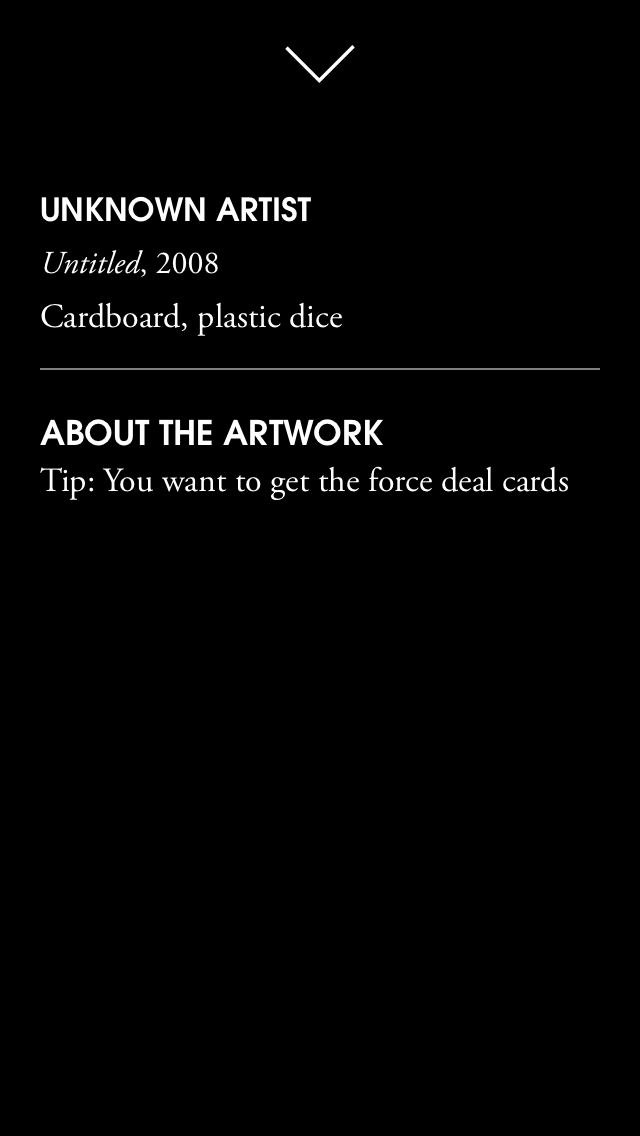 UNKNOWN ARTIST
Untitled, 2008
Cardboard, plastic dice
ABOUT THE ARTWORK
Tip: You want to get the force deal cards